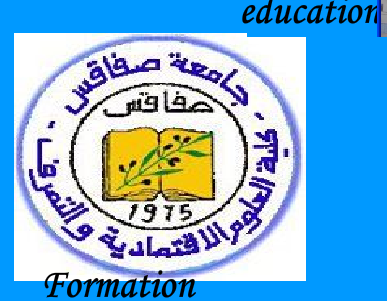 education
جامعة صفاقس
صفاقس
1975
كلية العلوم الاقتصادية والتصرف
Formation